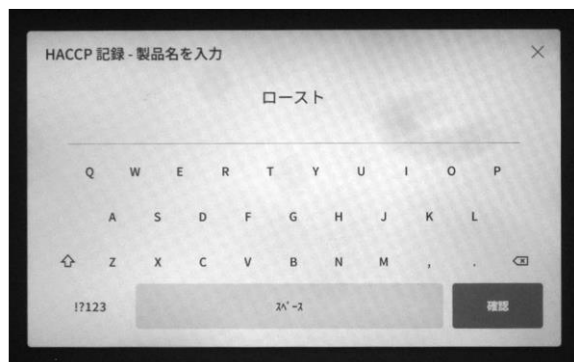 HACCP 記録 - 製品名を入力
ロースト
Q W E R T Y U I O P
A S D F G H J K L
Z X C V B N M , .
!?123 ｽﾍﾟｰｽ 確認